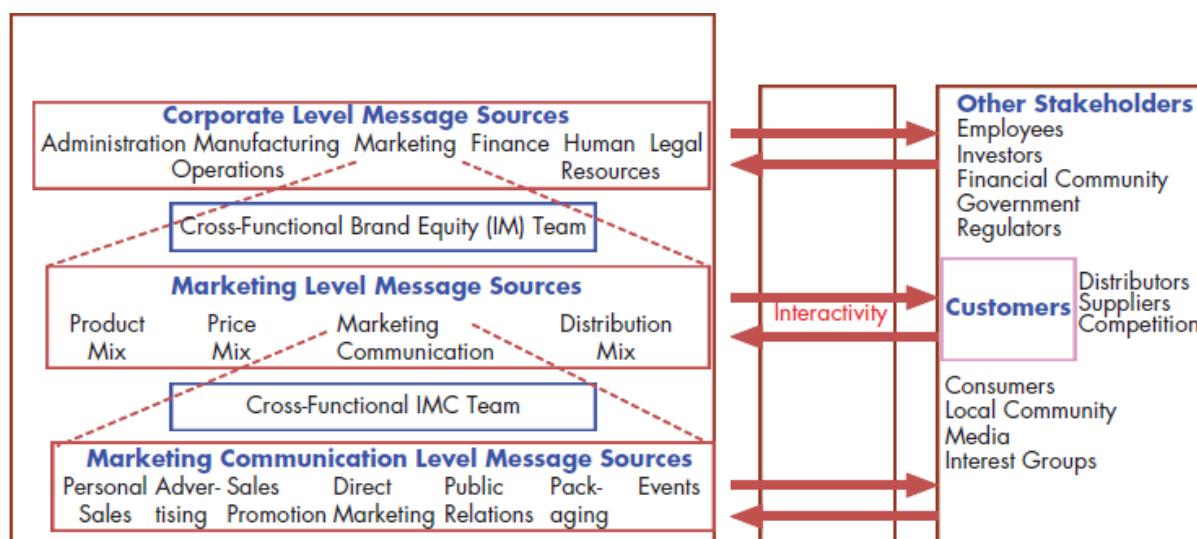 Corporate Level Message Sources
Administration Manufacturing Marketing Finance Human Legal
Operations Resources
Cross-Functional Brand Equity (IM) Team
Marketing Level Message Sources
Product Price Marketing Distribution
Mix Mix Communication Mix
Cross-Functional IMC Team
Marketing Communication Level Message Sources
Personal Adver- Sales Direct Public Pack- Events
Sales tising Promotion Marketing Relations aging
Interactivity
Other Stakeholders
Employees
Investors
Financial Community
Government
Regulators
Customers
Distributors
Suppliers
Competition
Consumers
Local Community
Media
Interest Groups